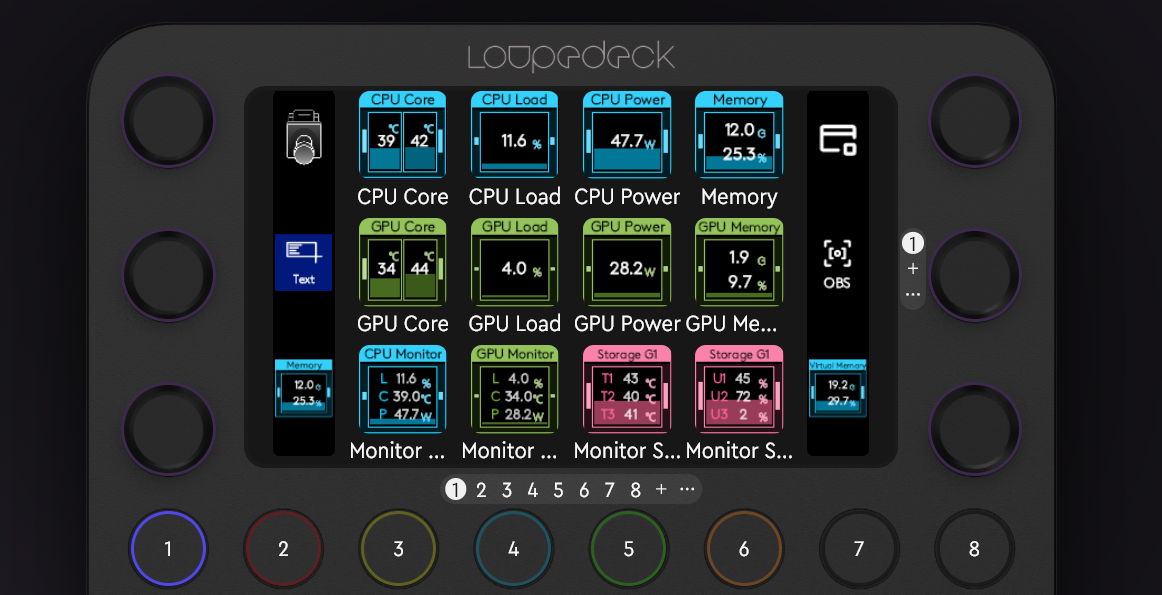 Loupedeck
CPU Core
39 °C 42 °C
CPU Core
CPU Load
11.6 %
CPU Load
CPU Power
47.7 W
CPU Power
Memory
12.0 G
25.3 %
Memory
GPU Core
34 °C 44 °C
GPU Core
GPU Load
4.0 %
GPU Load
GPU Power
28.2 W
GPU Power
GPU Memory
1.9 G
9.7 %
GPU Me...
Text
OBS
1
+
...
CPU Monitor
L 11.6 %
C 39.0 °C
P 47.7 W
Monitor ...
GPU Monitor
L 4.0 %
C 34.0 °C
P 28.2 W
Monitor ...
Storage G1
T1 43 °C
T2 40 °C
T3 41 °C
Monitor S...
Storage G1
U1 45 %
U2 72 %
U3 2 %
Monitor S...
Memory
12.0 G
25.3 %
Virtual Memory
19.2 G
29.7 %
1 2 3 4 5 6 7 8 + ...
1 2 3 4 5 6 7 8